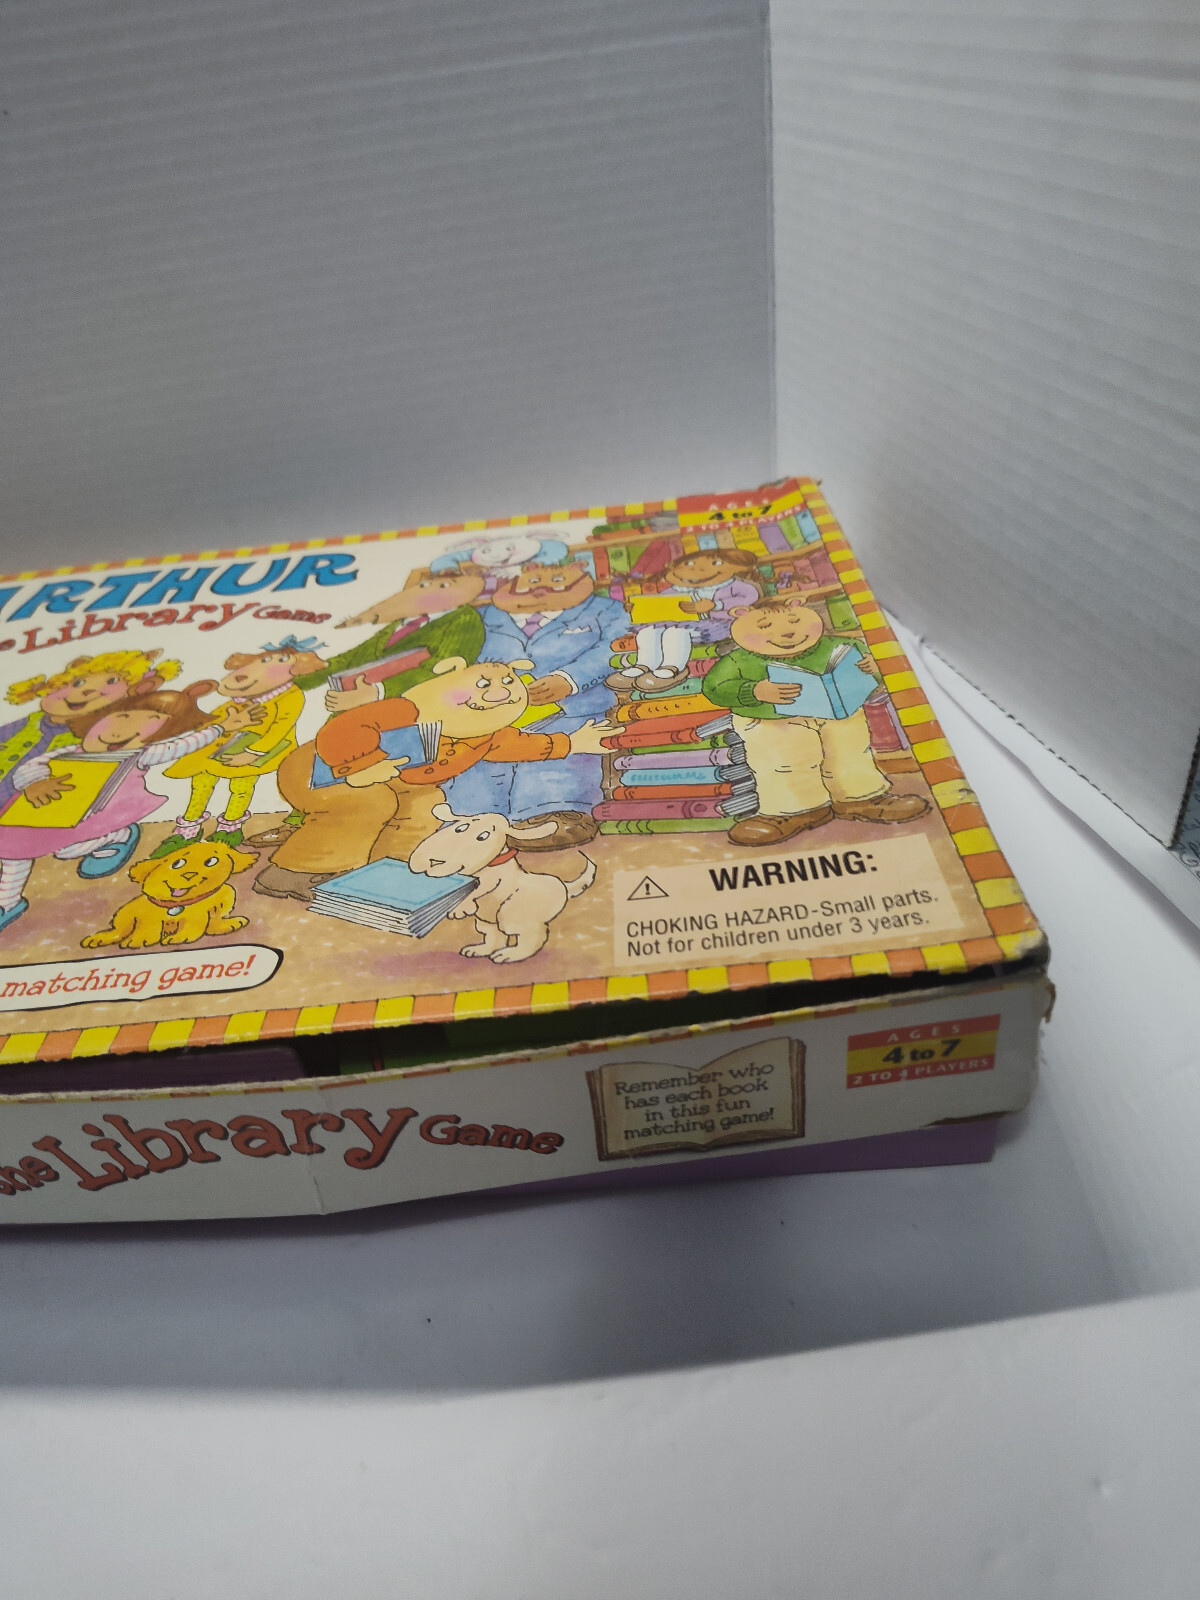 ARTHUR
Library Game
AGES
4 to 7
2 TO 4 PLAYERS
WARNING:
CHOKING HAZARD-Small parts.
Not for children under 3 years.
matching game!
the Library Game
Remember who
has each book
in this fun
matching game!
AGES
4 to 7
2 TO 4 PLAYERS